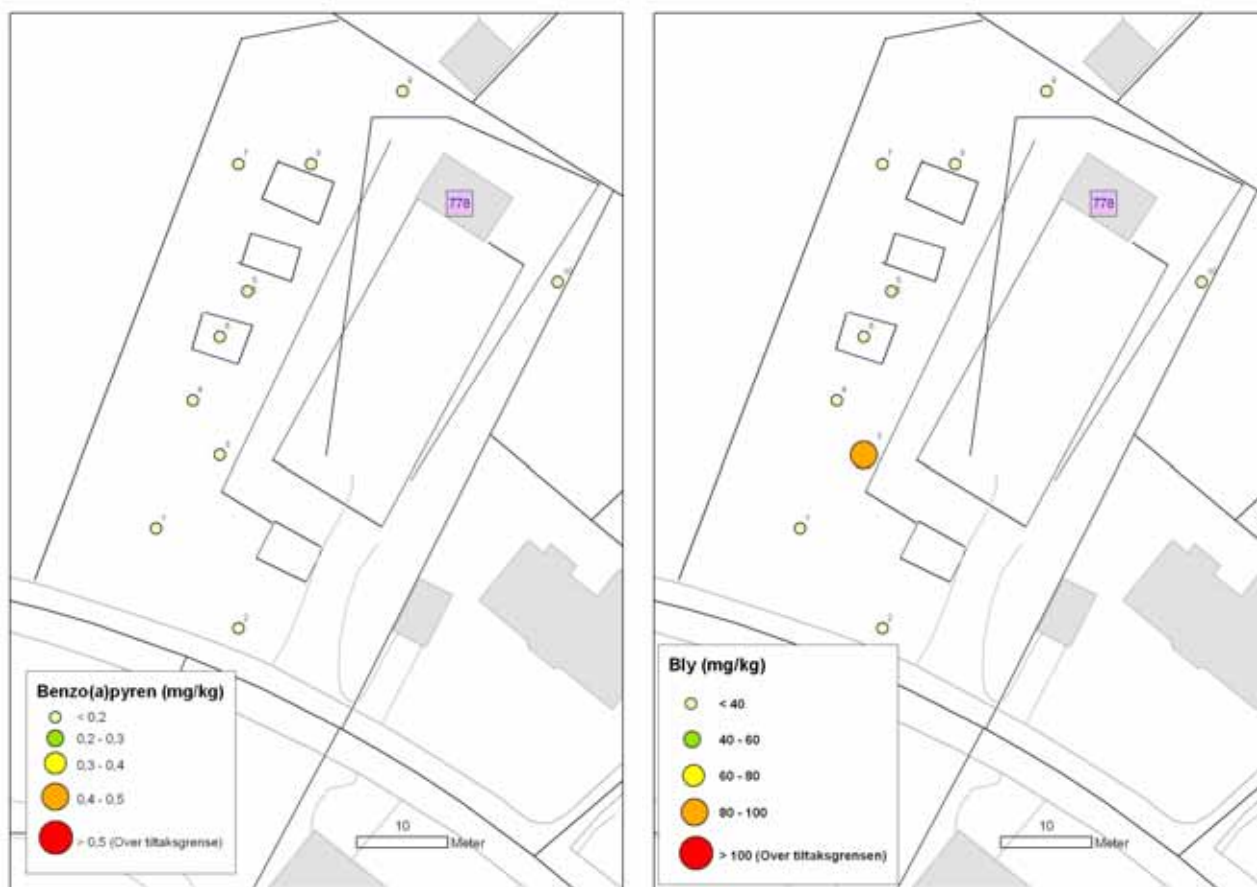 778
Benzo(a)pyren (mg/kg)
< 0,2
0,2 - 0,3
0,3 - 0,4
0,4 - 0,5
> 0,5 (Over tiltaksgrense)
10
Meter
778
Bly (mg/kg)
< 40
40 - 60
60 - 80
80 - 100
> 100 (Over tiltaksgrensen)
10
Meter